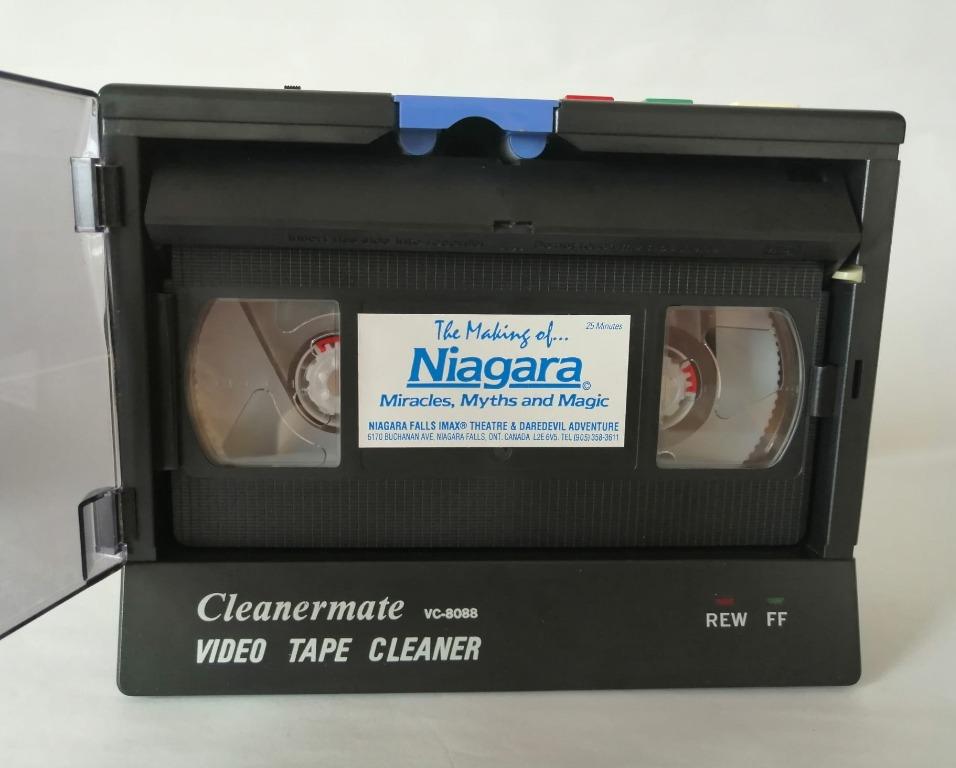 The Making of...
25 Minutes
Niagara ©
Miracles, Myths and Magic
NIAGARA FALLS IMAX® THEATRE & DAREDEVIL ADVENTURE
6170 BUCHANAN AVE. NIAGARA FALLS, ONT. CANADA L2E 6V5. TEL (905) 358-3611
Cleanermate VC-8088
VIDEO TAPE CLEANER
REW FF